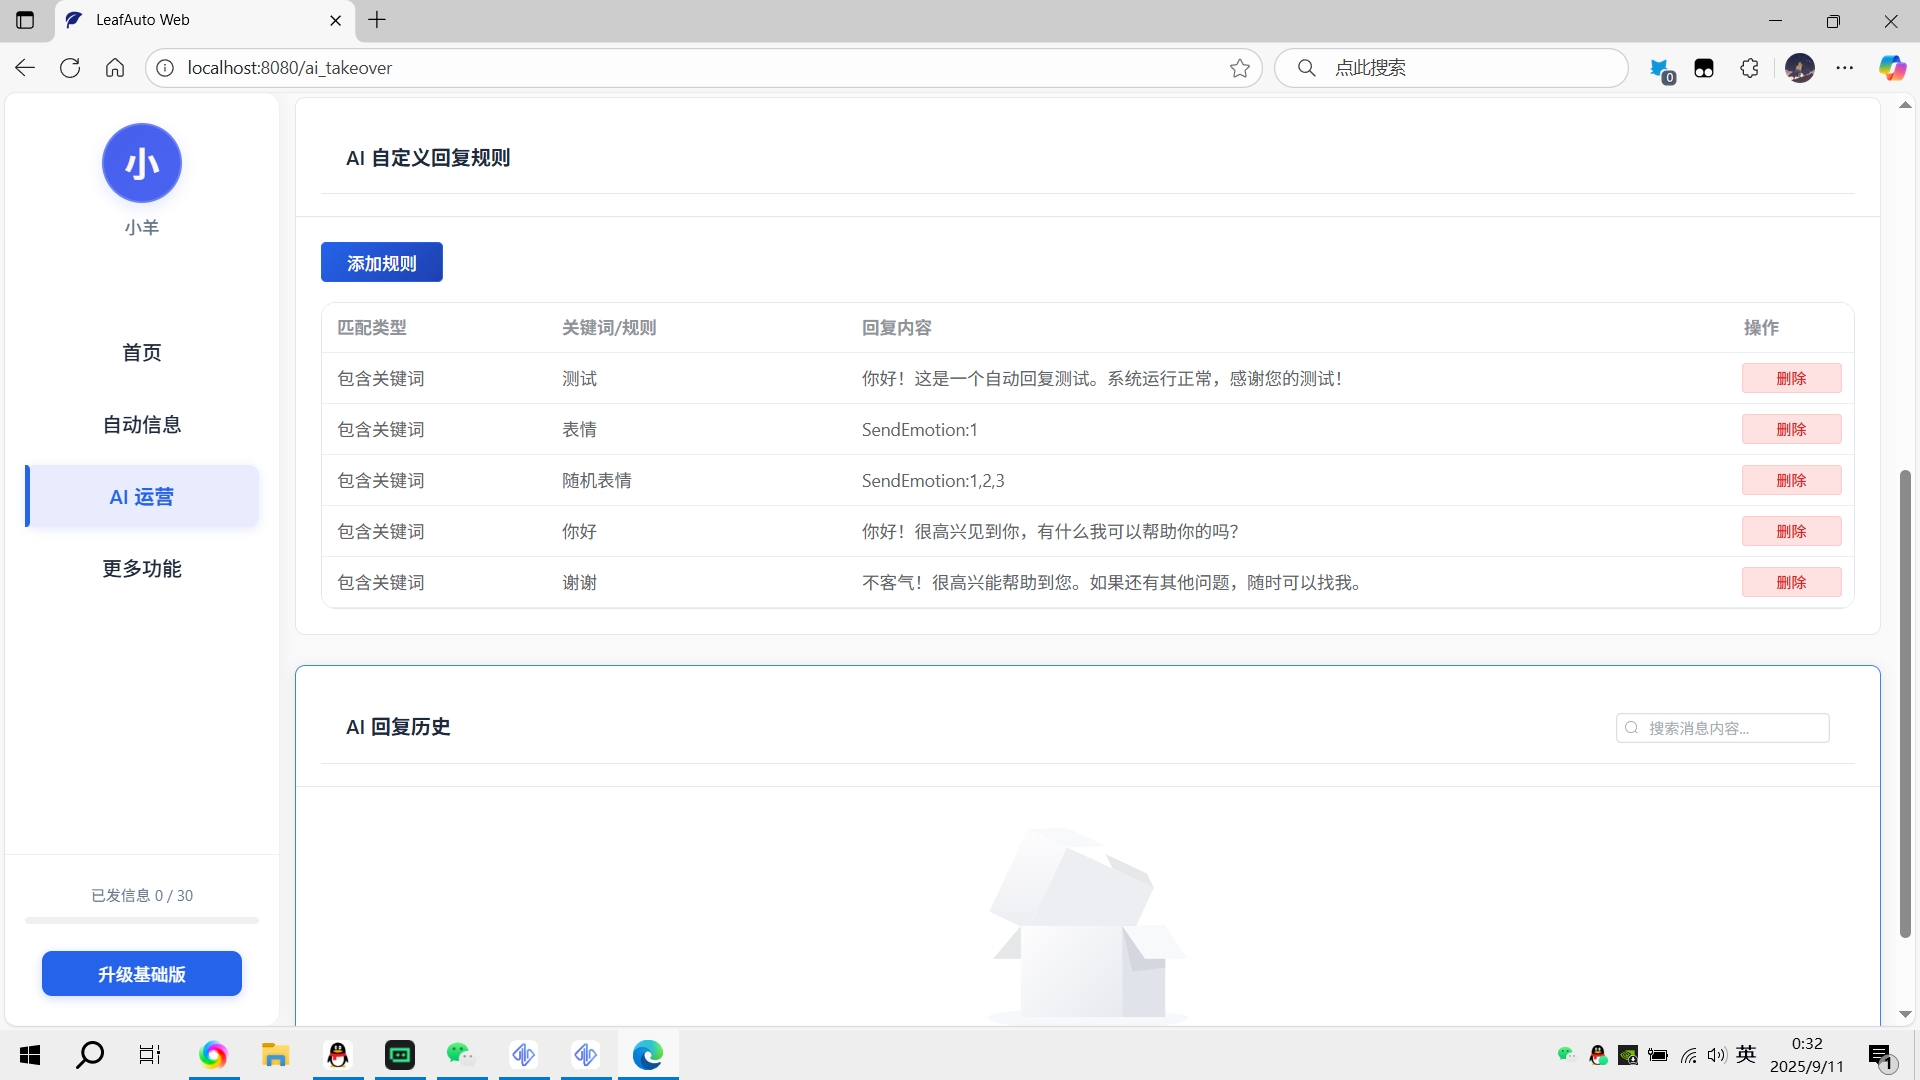 LeafAuto Web
localhost:8080/ai_takeover
点此搜索
0
小
小羊
首页
自动信息
AI 运营
更多功能
已发信息 0 / 30
升级基础版
AI 自定义回复规则
添加规则
匹配类型 关键词/规则 回复内容 操作
包含关键词 测试 你好！这是一个自动回复测试。系统运行正常，感谢您的测试！ 删除
包含关键词 表情 SendEmotion:1 删除
包含关键词 随机表情 SendEmotion:1,2,3 删除
包含关键词 你好 你好！很高兴见到你，有什么我可以帮助你的吗？ 删除
包含关键词 谢谢 不客气！很高兴能帮助到您。如果还有其他问题，随时可以找我。 删除
AI 回复历史
搜索消息内容...
英
0:32
2025/9/11
1